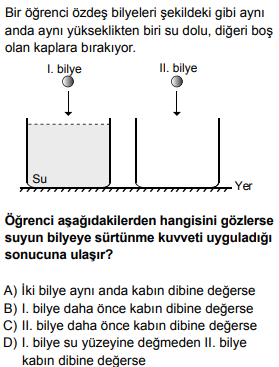 Bir öğrenci özdeş bilyeleri şekildeki gibi aynı
anda aynı yükseklikten biri su dolu, diğeri boş
olan kaplara bırakıyor.
I. bilye
II. bilye
Su
Yer
Öğrenci aşağıdakilerden hangisini gözlerse
suyun bilyeye sürtünme kuvveti uyguladığı
sonucuna ulaşır?
A) İki bilye aynı anda kabın dibine değerse
B) I. bilye daha önce kabın dibine değerse
C) II. bilye daha önce kabın dibine değerse
D) I. bilye su yüzeyine değmeden II. bilye
kabın dibine değerse